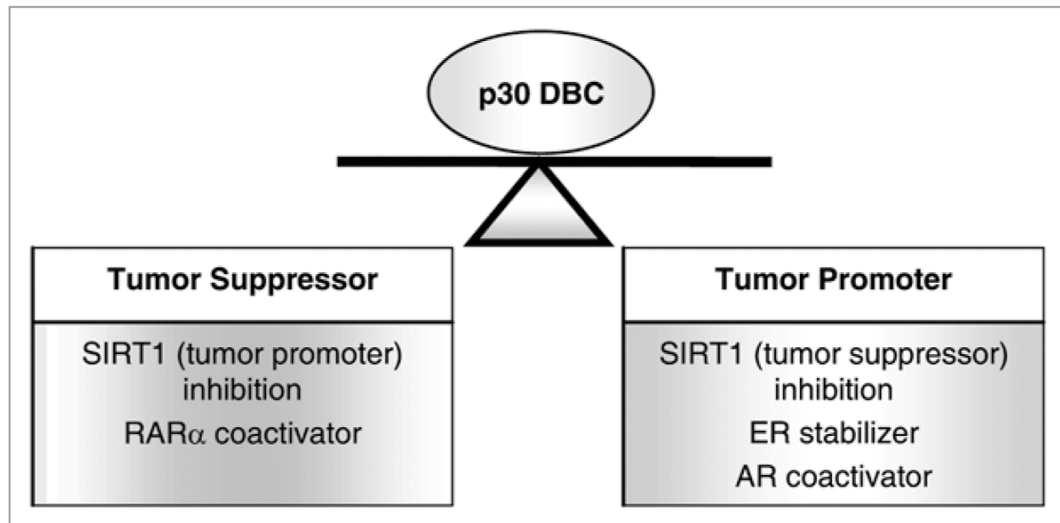 p30 DBC
Tumor Suppressor
SIRT1 (tumor promoter)
inhibition
RARα coactivator
Tumor Promoter
SIRT1 (tumor suppressor)
inhibition
ER stabilizer
AR coactivator